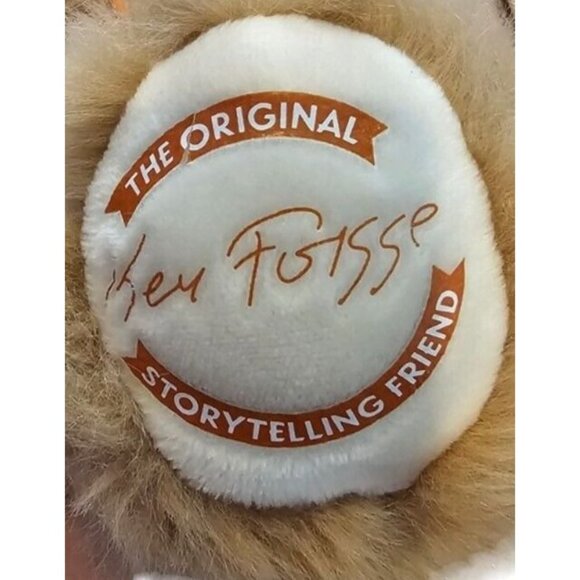 THE ORIGINAL
Ken Forsse
STORYTELLING FRIEND